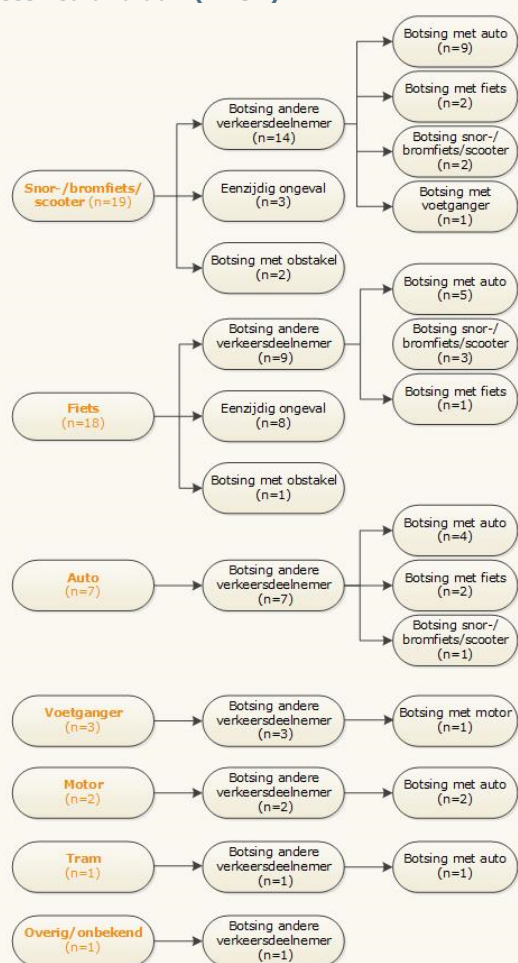 Botsing met auto
(n=9)
Botsing met fiets
(n=2)
Botsing andere
verkeersdeelnemer
(n=14)
Botsing snor-/
bromfiets/scooter
(n=2)
Snor-/bromfiets/
scooter (n=19)
Eenzijdig ongeval
(n=3)
Botsing met
voetganger
(n=1)
Botsing met obstakel
(n=2)
Botsing met auto
(n=5)
Botsing andere
verkeersdeelnemer
(n=9)
Botsing snor-/
bromfiets/scooter
(n=3)
Fiets
(n=18)
Eenzijdig ongeval
(n=8)
Botsing met fiets
(n=1)
Botsing met obstakel
(n=1)
Botsing met auto
(n=4)
Auto
(n=7)
Botsing andere
verkeersdeelnemer
(n=7)
Botsing met fiets
(n=2)
Botsing snor-/
bromfiets/scooter
(n=1)
Voetganger
(n=3)
Botsing andere
verkeersdeelnemer
(n=3)
Botsing met motor
(n=1)
Motor
(n=2)
Botsing andere
verkeersdeelnemer
(n=2)
Botsing met auto
(n=2)
Tram
(n=1)
Botsing andere
verkeersdeelnemer
(n=1)
Botsing met auto
(n=1)
Overig/onbekend
(n=1)
Botsing andere
verkeersdeelnemer
(n=1)